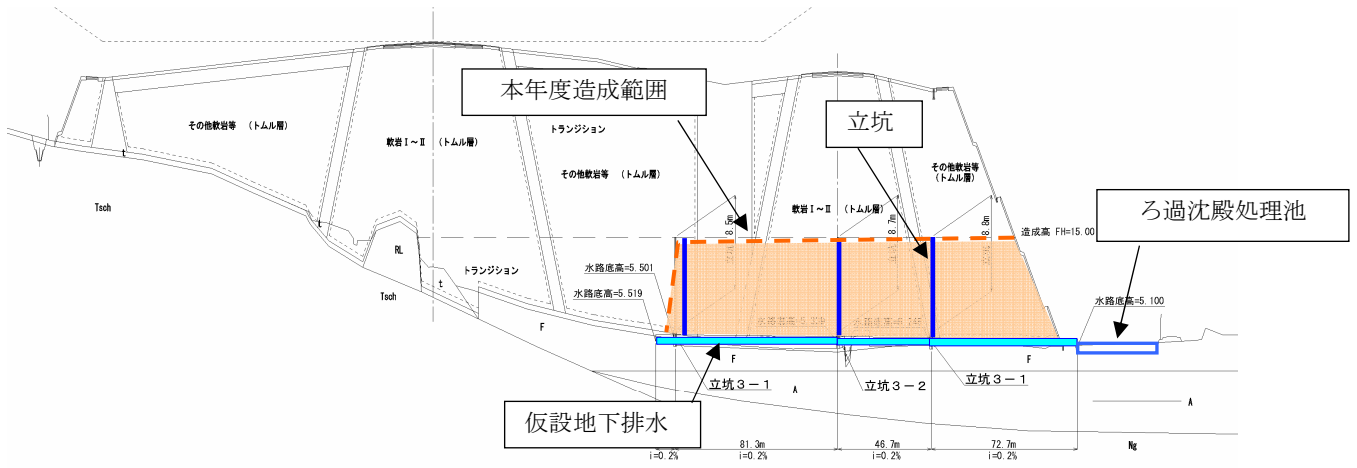 本年度造成範囲
立坑
その他軟岩等 (トムル層)
軟岩Ⅰ～Ⅱ (トムル層)
トランジション
その他軟岩等 (トムル層)
その他軟岩等
(トムル層)
軟岩Ⅰ～Ⅱ (トムル層)
ろ過沈殿処理池
t
Tsch
t
8.5m
8.7m
8.8m
造成高 FH=15.00
RL
トランジション
水路底高=5.501
水路底高=5.519
水路底高=5.100
Tsch
t
F
F
F
立坑３－１
立坑３－２
立坑３－１
A
A
仮設地下排水
81.3m
46.7m
72.7m
i=0.2%
i=0.2%
i=0.2%
i=0.2%
Ng